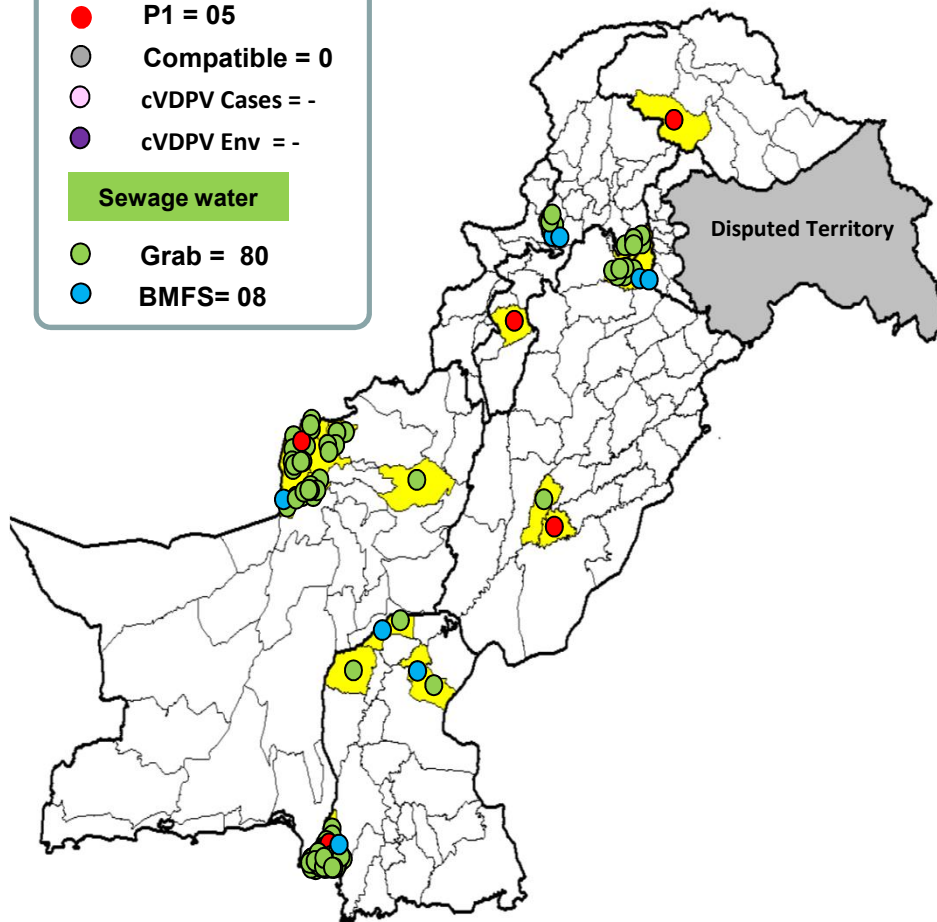 P1 = 05
Compatible = 0
cVDPV Cases = -
cVDPV Env = -
Sewage water
Grab = 80
BMFS= 08
Disputed Territory